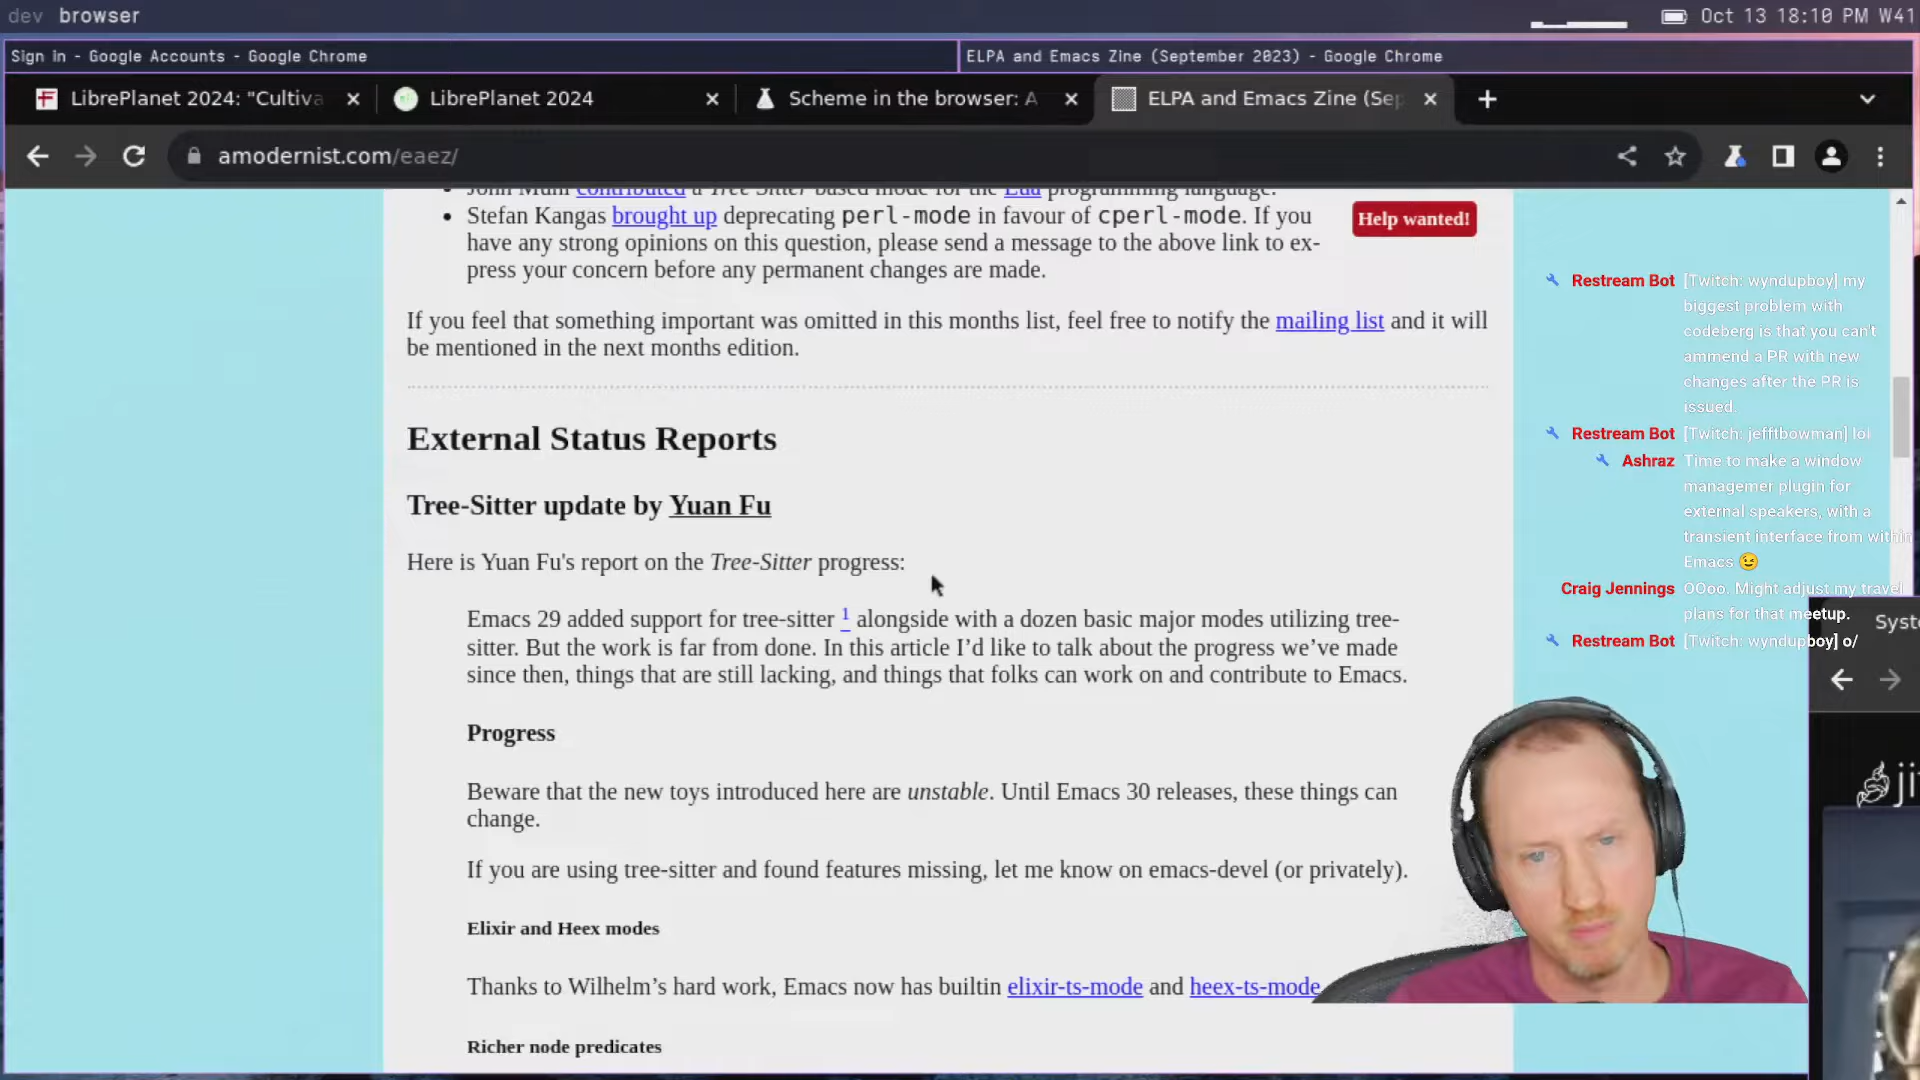 dev browser
Oct 13 18:10 PM W41
Sign in - Google Accounts - Google Chrome
ELPA and Emacs Zine (September 2023) - Google Chrome
LibrePlanet 2024: "Cultiva
LibrePlanet 2024
Scheme in the browser: A
ELPA and Emacs Zine (Sep
amodernist.com/eaez/
contributed a Tree Sitter based mode for the Lua programming language.
Stefan Kangas brought up deprecating perl-mode in favour of cperl-mode. If you
have any strong opinions on this question, please send a message to the above link to ex-
press your concern before any permanent changes are made.
Help wanted!
If you feel that something important was omitted in this months list, feel free to notify the mailing list and it will
be mentioned in the next months edition.
External Status Reports
Tree-Sitter update by Yuan Fu
Here is Yuan Fu's report on the Tree-Sitter progress:
Emacs 29 added support for tree-sitter 1 alongside with a dozen basic major modes utilizing tree-
sitter. But the work is far from done. In this article I’d like to talk about the progress we’ve made
since then, things that are still lacking, and things that folks can work on and contribute to Emacs.
Progress
Beware that the new toys introduced here are unstable. Until Emacs 30 releases, these things can
change.
If you are using tree-sitter and found features missing, let me know on emacs-devel (or privately).
Elixir and Heex modes
Thanks to Wilhelm’s hard work, Emacs now has builtin elixir-ts-mode and heex-ts-mode
Richer node predicates
Restream Bot [Twitch: wyndupboy] my
biggest problem with
codeberg is that you can't
ammend a PR with new
changes after the PR is
issued.
Restream Bot [Twitch: jefftbowman] lol
Ashraz Time to make a window
managemer plugin for
external speakers, with a
transient interface from within
Emacs 😉
Craig Jennings OOoo. Might adjust my travel
plans for that meetup.
Restream Bot [Twitch: wyndupboy] o/
Syste
ji